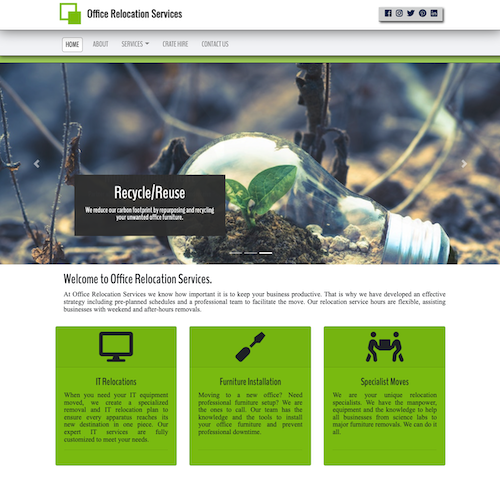 Office Relocation Services
HOME ABOUT SERVICES CRATE HIRE CONTACT US
Recycle/Reuse
We reduce our carbon footprint by repurposing and recycling
your unwanted office furniture.
Welcome to Office Relocation Services.
At Office Relocation Services we know how important it is to keep your business productive. That is why we have developed an effective
strategy including pre-planned schedules and a professional team to facilitate the move. Our relocation service hours are flexible, assisting
businesses with weekend and after-hours removals.
IT Relocations
When you need your IT equipment
moved, we create a specialized
removal and IT relocation plan to
ensure every apparatus reaches its
new destination in one piece. Our
expert IT services are fully
customized to meet your needs.
Furniture Installation
Moving to a new office? Need
professional furniture setup? We are
the ones to call. Our team has the
knowledge and the tools to install
your office furniture and prevent
professional downtime.
Specialist Moves
We are your unique relocation
specialists. We have the manpower,
equipment and the knowledge to help
all businesses from science labs to
major furniture removals. We can do it
all.